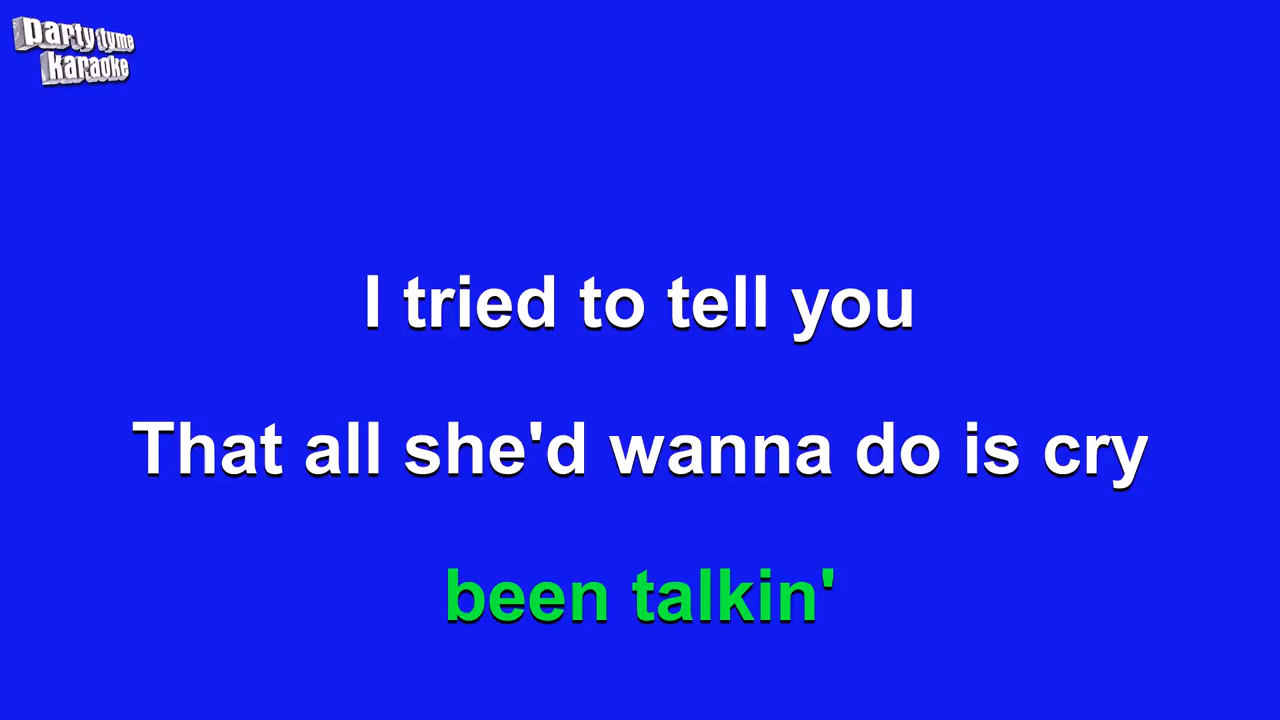 party tyme
karaoke
I tried to tell you
That all she'd wanna do is cry
been talkin'